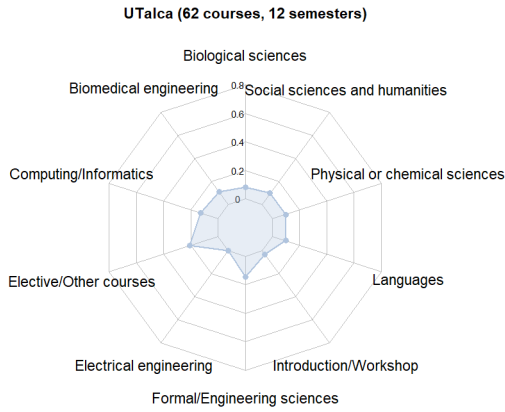 UTalca (62 courses, 12 semesters)
Biological sciences
Biomedical engineering
0.8
Social sciences and humanities
0.6
0.4
Computing/Informatics
0.2
Physical or chemical sciences
0
Elective/Other courses
Languages
Electrical engineering
Introduction/Workshop
Formal/Engineering sciences